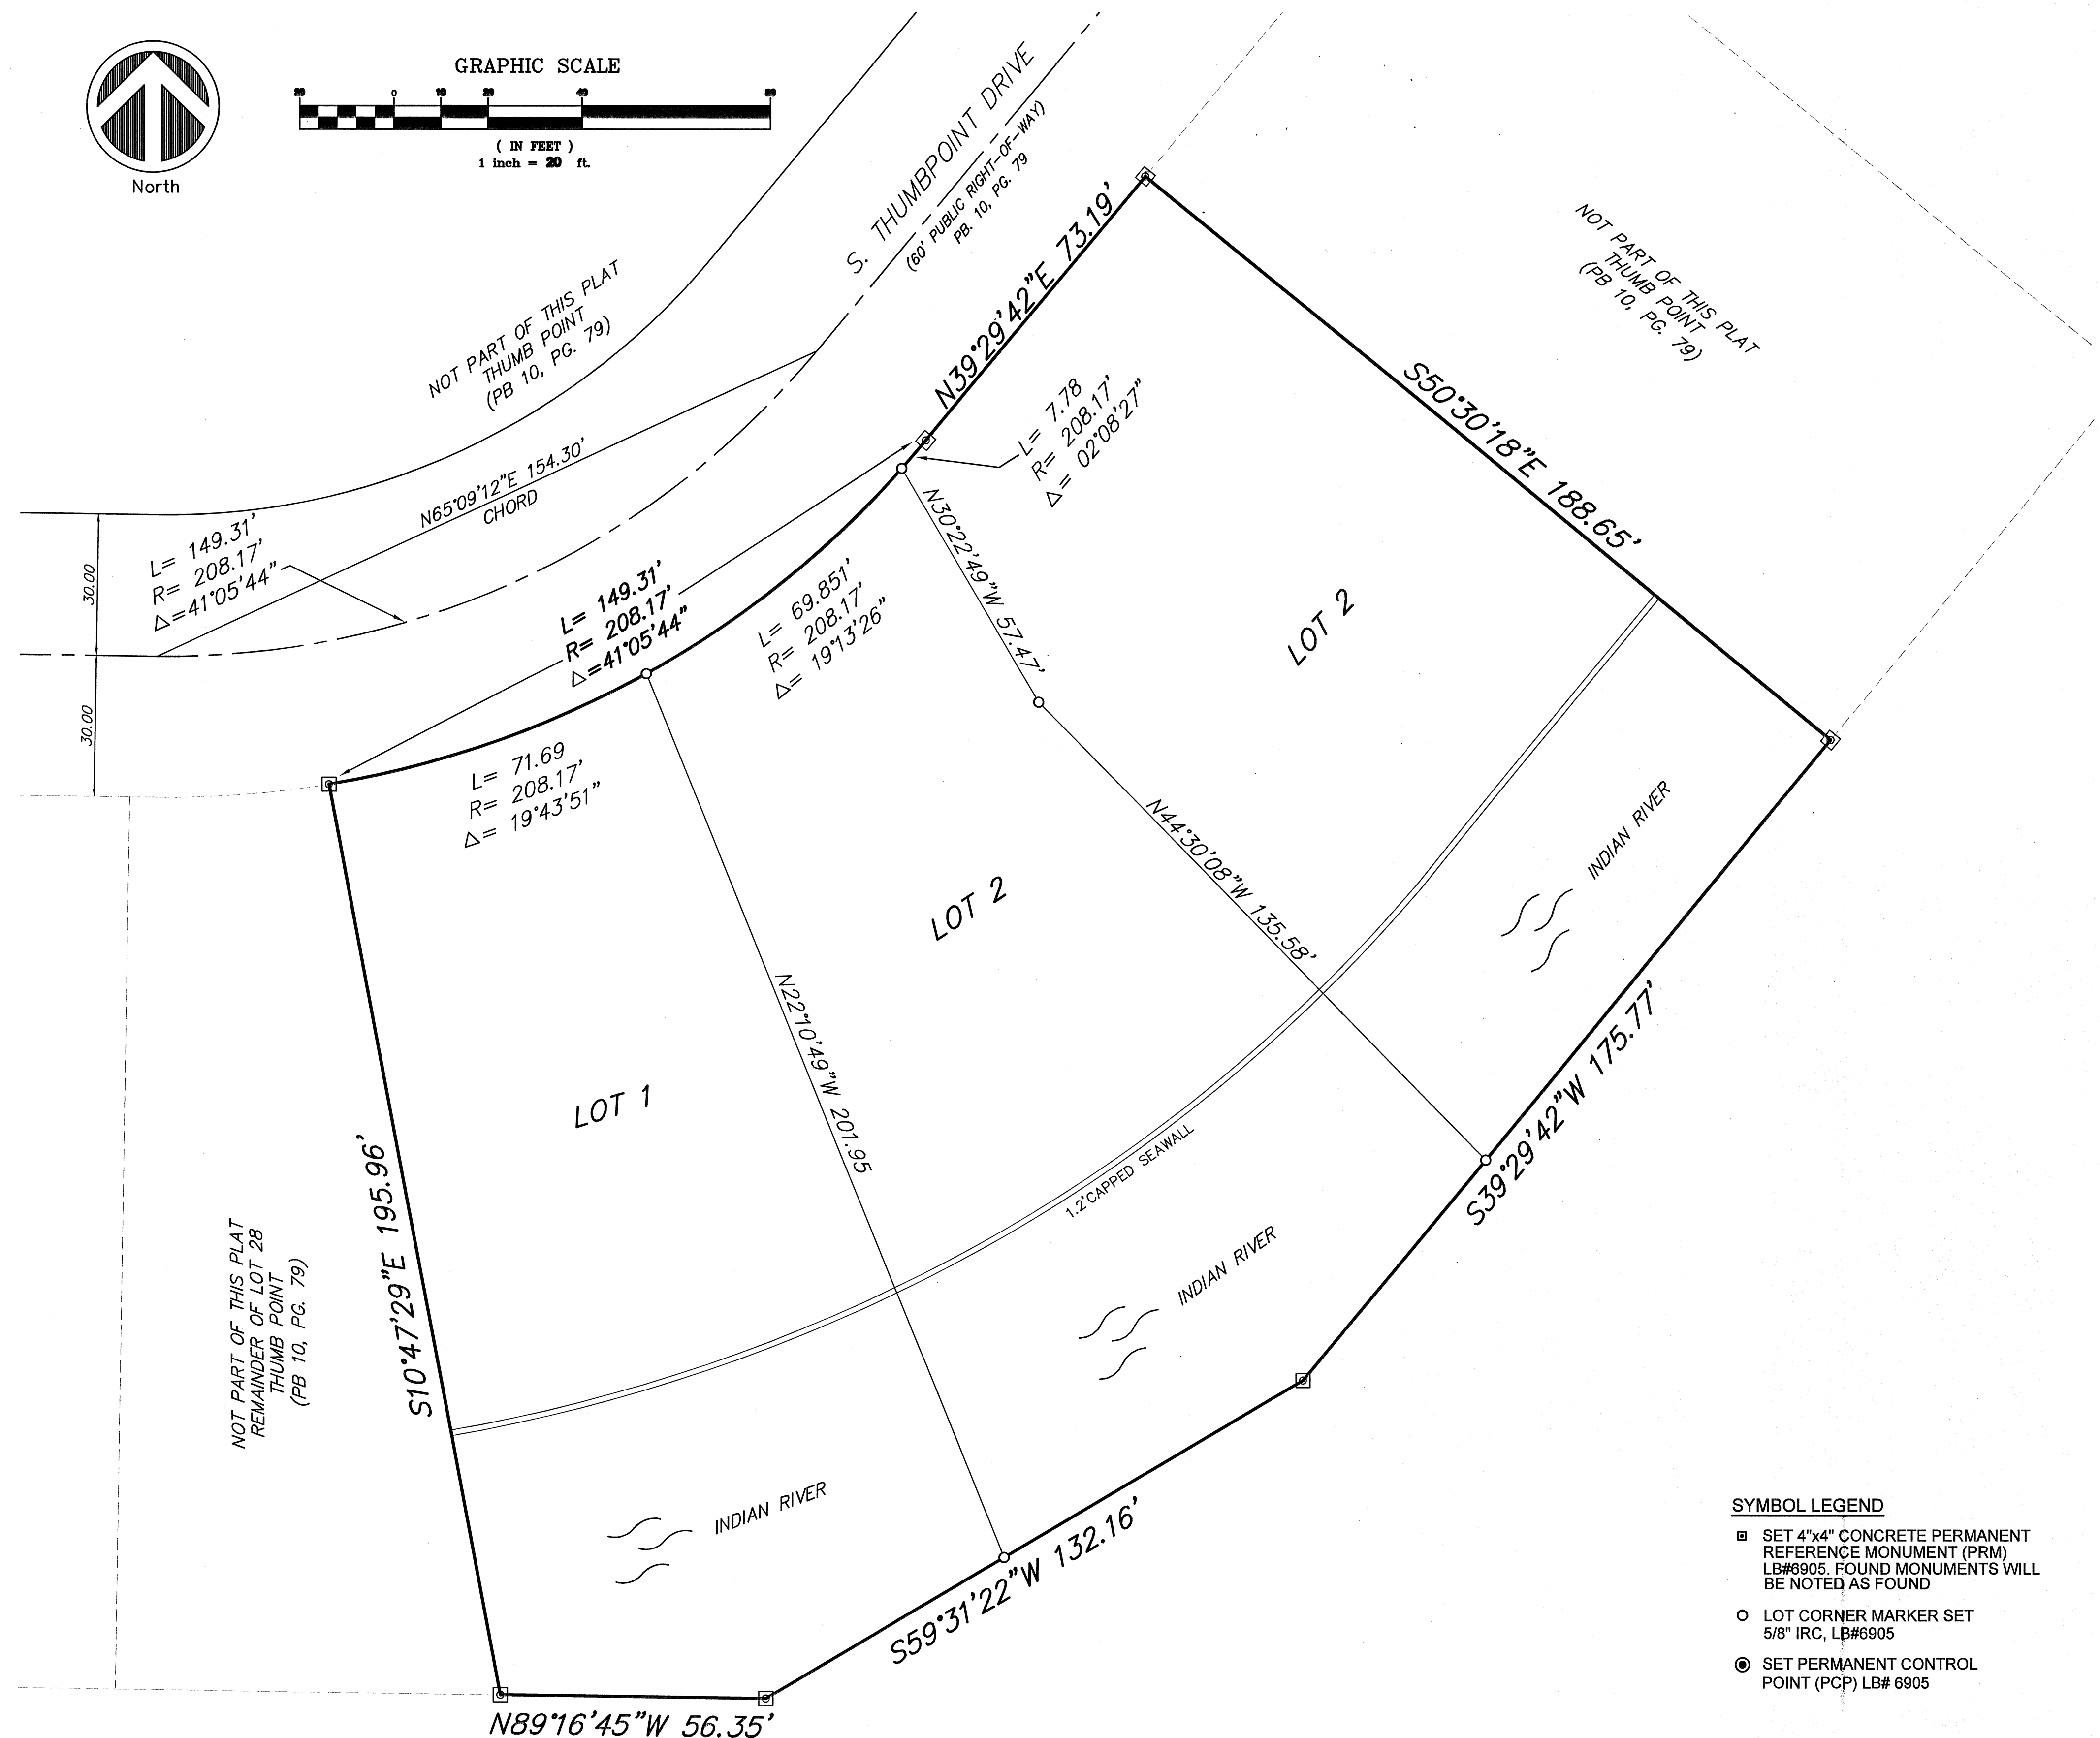 North
GRAPHIC SCALE
20 0 10 20 40 80
( IN FEET )
1 inch = 20 ft.
S. THUMBPOINT DRIVE
(60' PUBLIC RIGHT-OF-WAY)
PB. 10, PG. 79
NOT PART OF THIS PLAT
THUMB POINT
(PB 10, PG. 79)
NOT PART OF THIS PLAT
THUMB POINT
(PB 10, PG. 79)
N39°29'42"E 73.19'
S50°30'18"E 188.65'
L= 7.78
R= 208.17'
Δ= 02°08'27"
N65°09'12"E 154.30'
CHORD
L= 149.31'
R= 208.17'
Δ=41°05'44"
30.00
30.00
L= 149.31'
R= 208.17'
Δ=41°05'44"
L= 69.851'
R= 208.17'
Δ= 19°13'26"
N30°22'49"W 57.47'
LOT 2
L= 71.69
R= 208.17'
Δ= 19°43'51"
N44°30'08"W 135.58'
INDIAN RIVER
LOT 2
N22°10'49"W 201.95
LOT 1
S39°29'42"W 175.77'
1.2'CAPPED SEAWALL
INDIAN RIVER
S10°47'29"E 195.96'
NOT PART OF THIS PLAT
REMAINDER OF LOT 28
THUMB POINT
(PB 10, PG. 79)
INDIAN RIVER
S59°31'22"W 132.16'
N89°16'45"W 56.35'
SYMBOL LEGEND
SET 4"x4" CONCRETE PERMANENT
REFERENCE MONUMENT (PRM)
LB#6905. FOUND MONUMENTS WILL
BE NOTED AS FOUND
LOT CORNER MARKER SET
5/8" IRC, LB#6905
SET PERMANENT CONTROL
POINT (PCP) LB# 6905